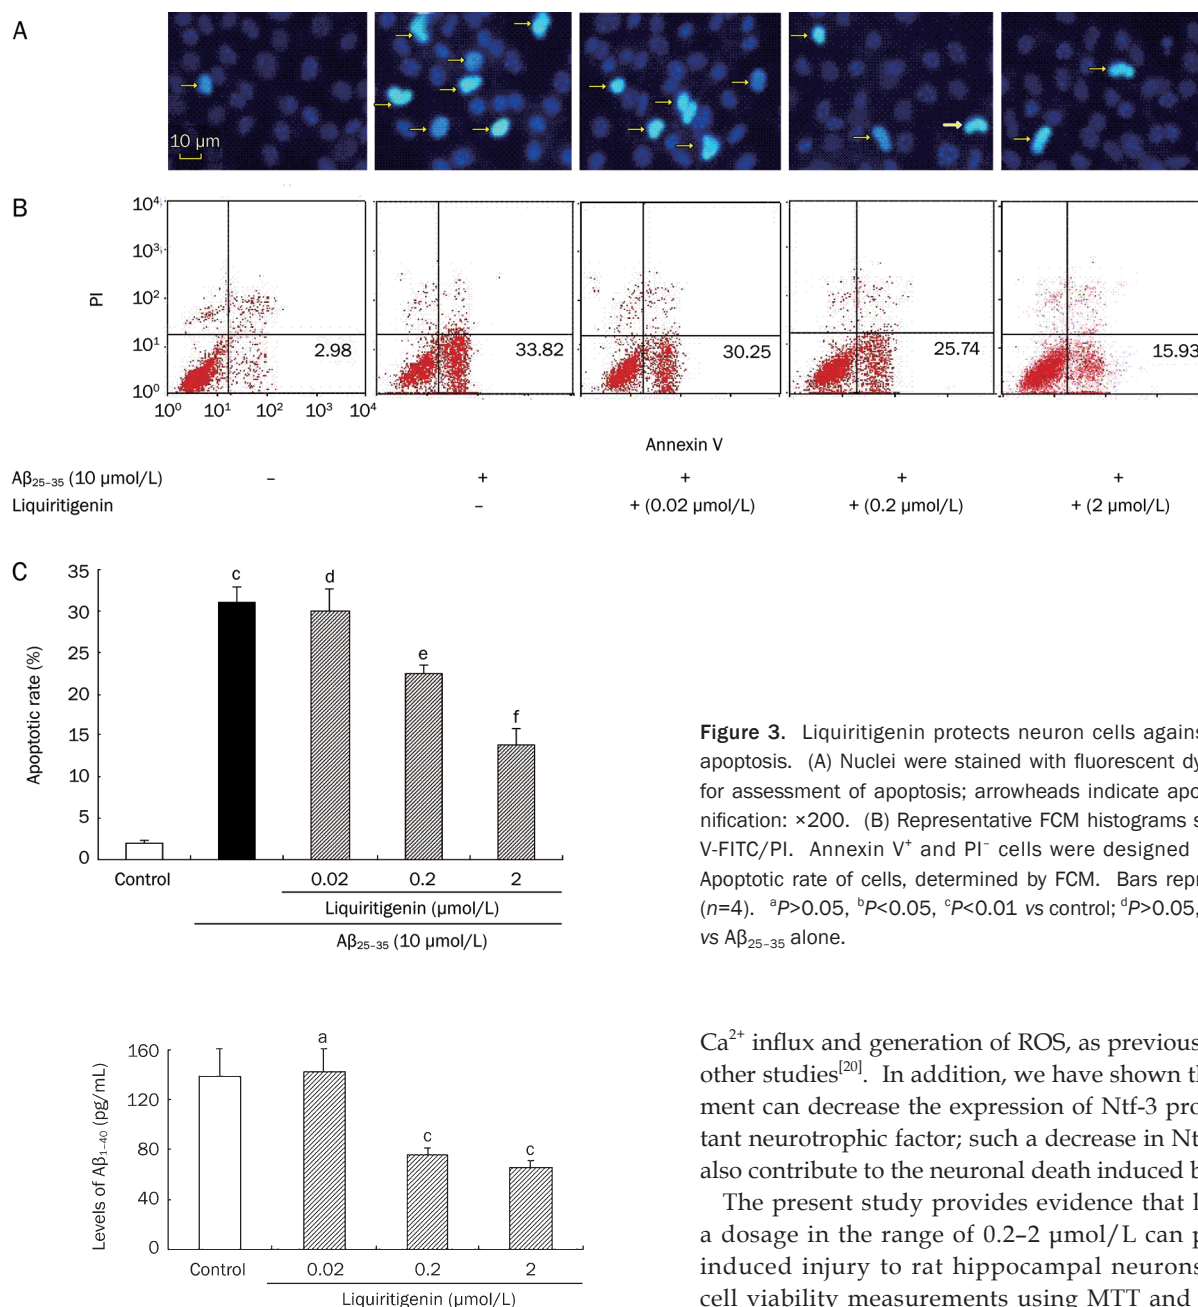 A
10 µm
B
PI
10⁴
10³
10²
10¹
10⁰
2.98
33.82
30.25
25.74
15.93
10⁰ 10¹ 10² 10³ 10⁴
Annexin V
Aβ₂₅₋₃₅ (10 µmol/L) – + + + +
Liquiritigenin – + (0.02 µmol/L) + (0.2 µmol/L) + (2 µmol/L)
C
Apoptotic rate (%)
35
30
25
20
15
10
5
0
c
d
e
f
Control 0.02 0.2 2
Liquiritigenin (µmol/L)
Aβ₂₅₋₃₅ (10 µmol/L)
Figure 3. Liquiritigenin protects neuron cells agains
apoptosis. (A) Nuclei were stained with fluorescent dy
for assessment of apoptosis; arrowheads indicate apo
nification: ×200. (B) Representative FCM histograms s
V-FITC/PI. Annexin V⁺ and PI⁻ cells were designed
Apoptotic rate of cells, determined by FCM. Bars repr
(n=4). ᵃP>0.05, ᵇP<0.05, ᶜP<0.01 vs control; ᵈP>0.05,
vs Aβ₂₅₋₃₅ alone.
Levels of Aβ₁₋₄₀ (pg/mL)
160
120
80
40
0
a
c
c
Control 0.02 0.2 2
Liquiritigenin (µmol/L)
Ca²⁺ influx and generation of ROS, as previous
other studies[20]. In addition, we have shown th
ment can decrease the expression of Ntf-3 pro
tant neurotrophic factor; such a decrease in Nt
also contribute to the neuronal death induced b
The present study provides evidence that l
a dosage in the range of 0.2–2 µmol/L can p
induced injury to rat hippocampal neurons
cell viability measurements using MTT and